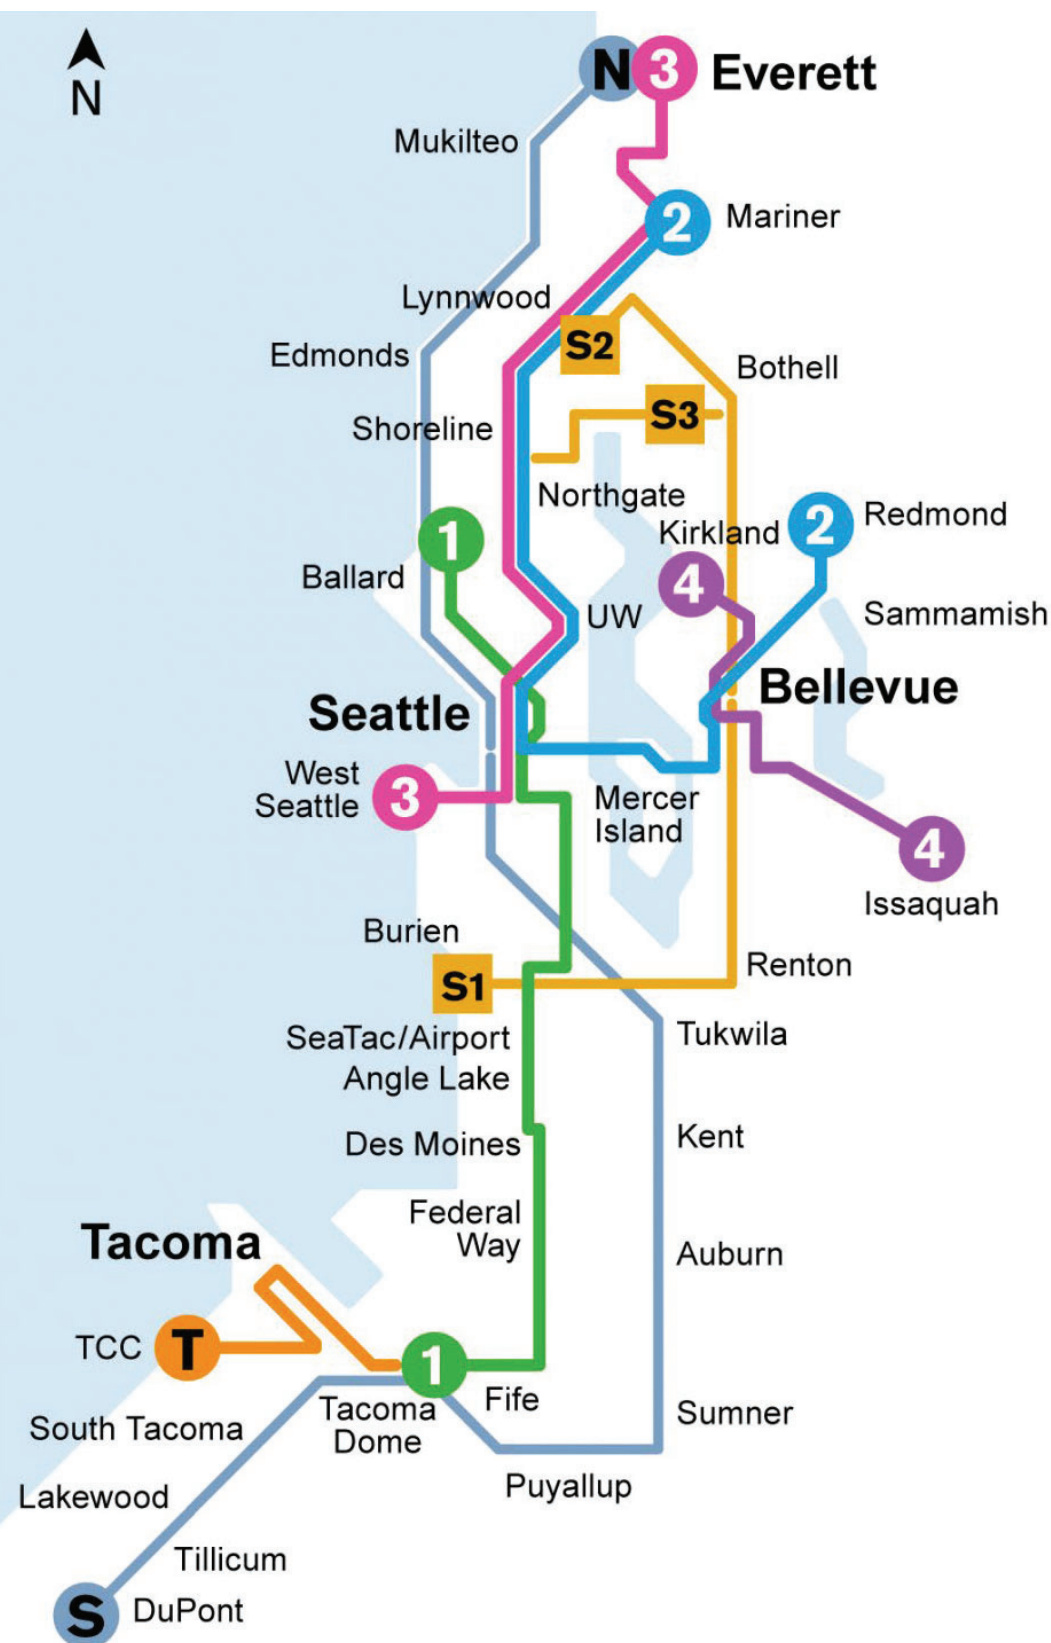 N
N
3
Everett
Mukilteo
2
Mariner
Lynnwood
S2
Edmonds
Bothell
S3
Shoreline
Northgate
1
Kirkland
2
Redmond
Ballard
4
UW
Sammamish
Seattle
Bellevue
West
Seattle
3
Mercer
Island
4
Issaquah
Burien
S1
Renton
SeaTac/Airport
Tukwila
Angle Lake
Des Moines
Kent
Federal
Way
Tacoma
Auburn
TCC
T
1
Fife
Tacoma
Dome
Sumner
South Tacoma
Puyallup
Lakewood
Tillicum
S
DuPont